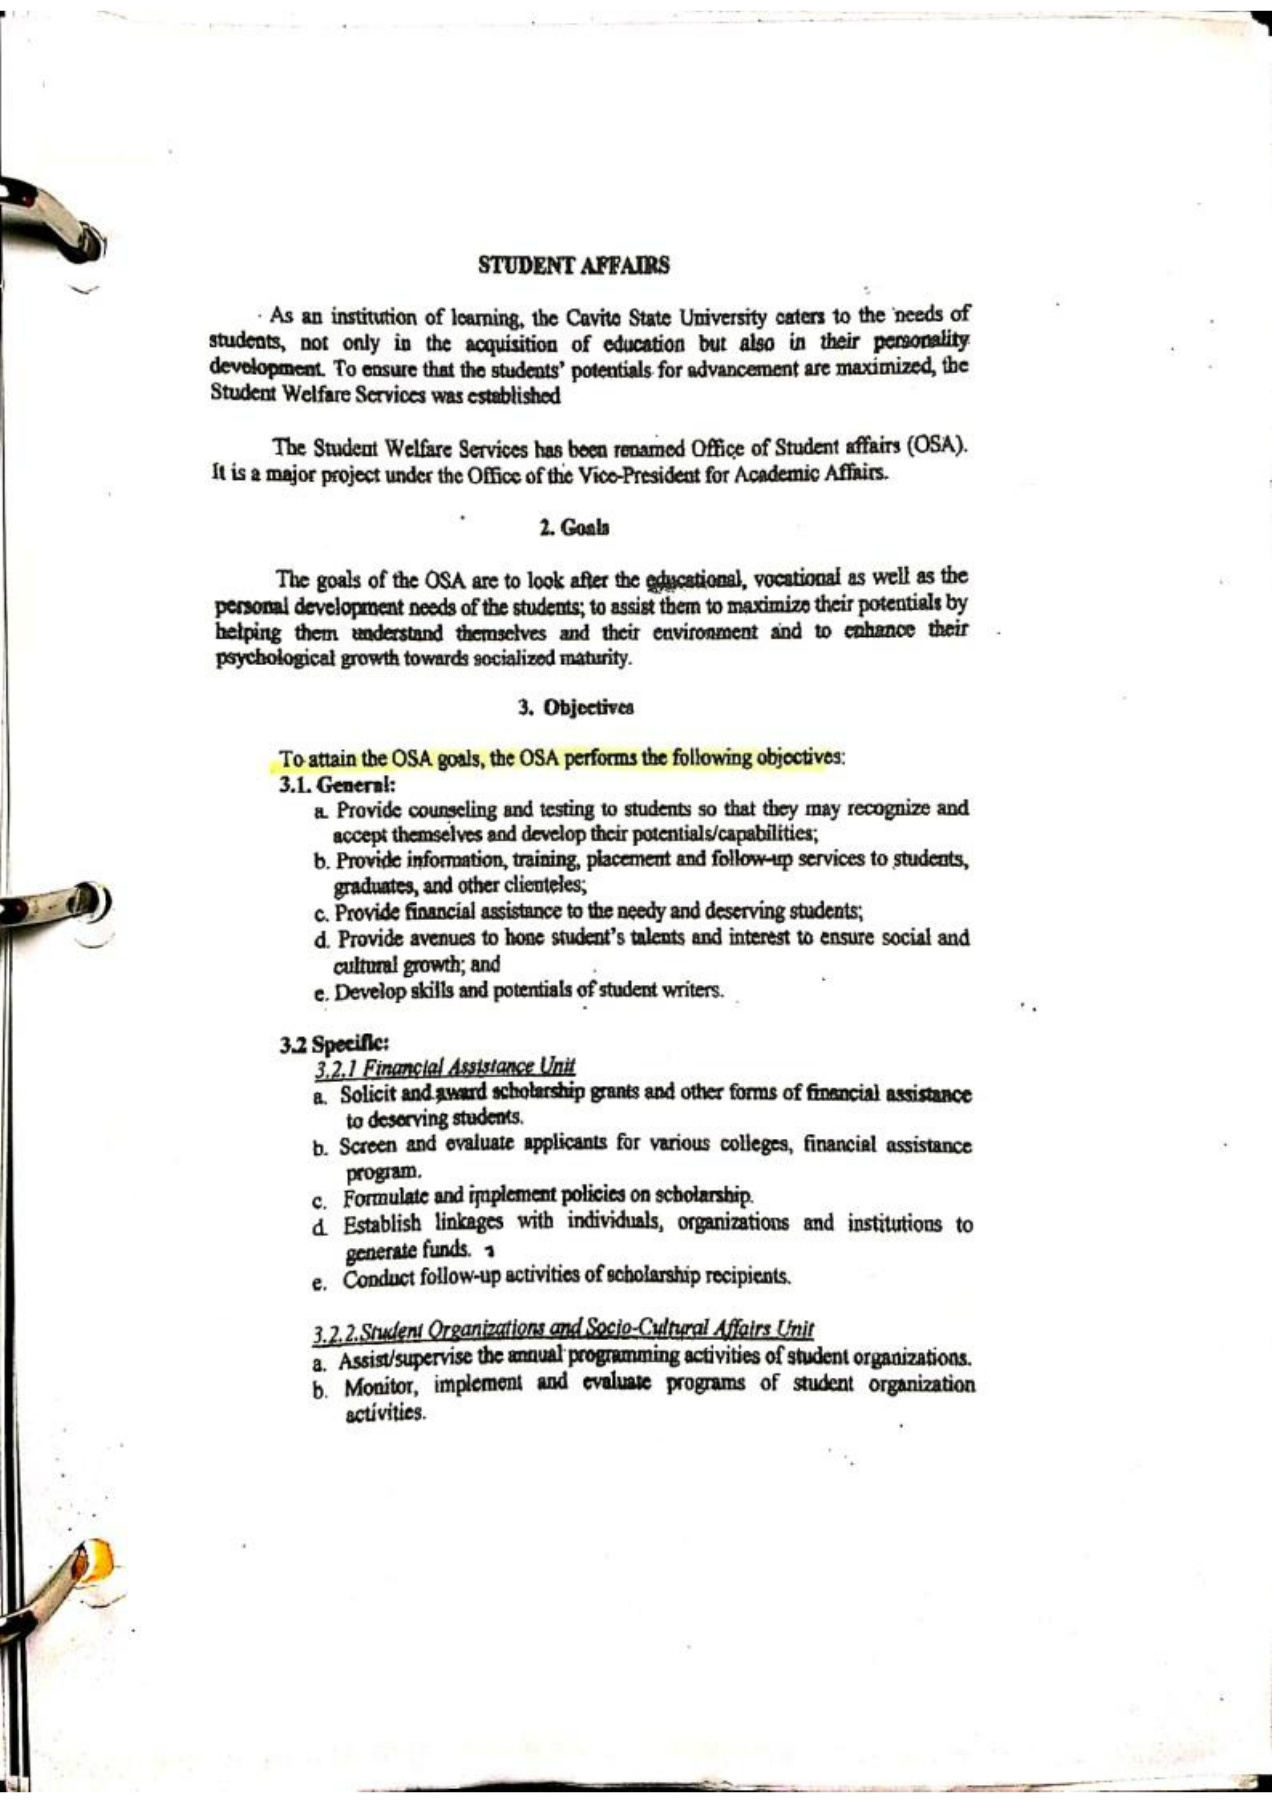 STUDENT AFFAIRS
As an institution of learning, the Cavite State University caters to the needs of
students, not only in the acquisition of education but also in their personality
development. To ensure that the students' potentials for advancement are maximized, the
Student Welfare Services was established
The Student Welfare Services has been renamed Office of Student affairs (OSA).
It is a major project under the Office of the Vice-President for Academic Affairs.
2. Goals
The goals of the OSA are to look after the educational, vocational as well as the
personal development needs of the students; to assist them to maximize their potentials by
helping them understand themselves and their environment and to enhance their
psychological growth towards socialized maturity.
3. Objectives
To attain the OSA goals, the OSA performs the following objectives:
3.1. General:
a. Provide counseling and testing to students so that they may recognize and
accept themselves and develop their potentials/capabilities;
b. Provide information, training, placement and follow-up services to students,
graduates, and other clienteles;
c. Provide financial assistance to the needy and deserving students;
d. Provide avenues to hone student's talents and interest to ensure social and
cultural growth; and
e. Develop skills and potentials of student writers.
3.2 Specific:
3.2.1 Financial Assistance Unit
a. Solicit and award scholarship grants and other forms of financial assistance
to deserving students.
b. Screen and evaluate applicants for various colleges, financial assistance
program.
c. Formulate and implement policies on scholarship.
d. Establish linkages with individuals, organizations and institutions to
generate funds.
e. Conduct follow-up activities of scholarship recipients.
3.2.2. Student Organizations and Socio-Cultural Affairs Unit
a. Assist/supervise the annual programming activities of student organizations.
b. Monitor, implement and evaluate programs of student organization
activities.